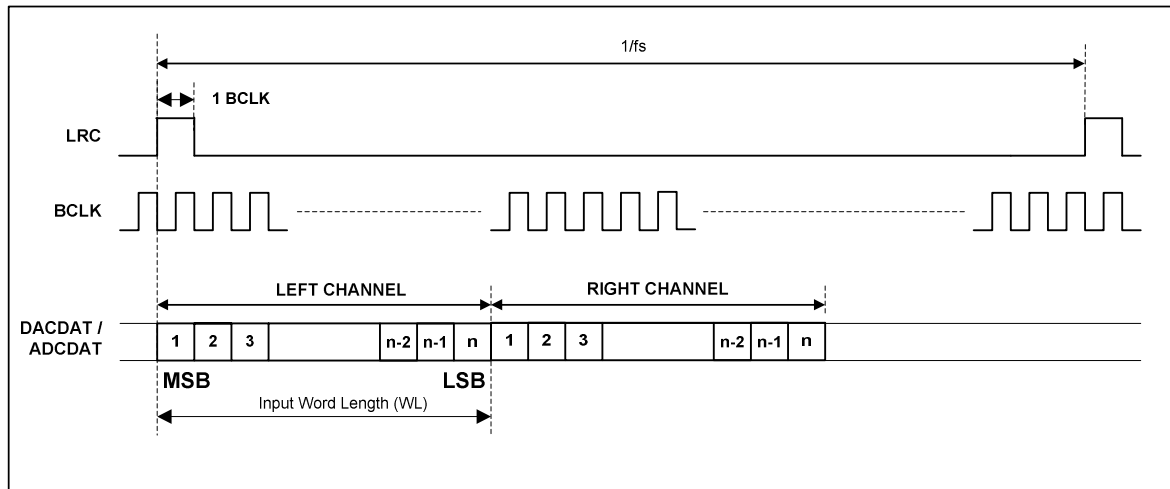 1/fs
1 BCLK
LRC
BCLK
LEFT CHANNEL RIGHT CHANNEL
DACDAT /
ADCDAT
1 2 3 n-2 n-1 n 1 2 3 n-2 n-1 n
MSB LSB
Input Word Length (WL)